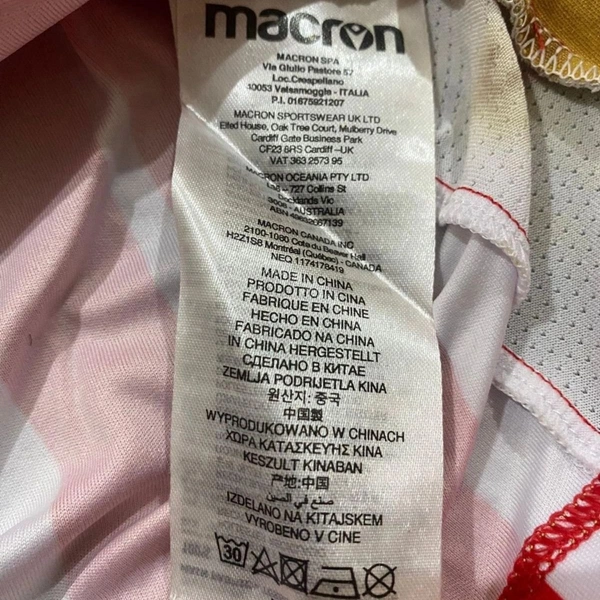 macron
MACRON SPA
Via Giulio Pastore 57
Loc.Crespellano
40053 Valsamoggia - ITALIA
P.I. 01675921207
MACRON SPORTSWEAR UK LTD
Elfed House, Oak Tree Court, Mulberry Drive
Cardiff Gate Business Park
CF23 8RS Cardiff -UK
VAT 363 2573 95
MACRON OCEANIA PTY LTD
727 Collins St
Docklands Vic
3008 - AUSTRALIA
ABN
MACRON CANADA INC
2100-1080 Cote du Beaver Hall
H2Z1S8 Montréal (Québec) - CANADA
NEQ 1174178419
MADE IN CHINA
PRODOTTO IN CINA
FABRIQUE EN CHINE
HECHO EN CHINA
FABRICADO NA CHINA
IN CHINA HERGESTELLT
СДЕЛАНО В КИТАЕ
ZEMLJA PODRIJETLA KINA
원산지: 중국
中国製
WYPRODUKOWANO W CHINACH
ΧΩΡΑ ΚΑΤΑΣΚΕΥΗΣ ΚΙΝΑ
KESZULT KINABAN
产地:中国
صنع في الصين
IZDELANO NA KITAJSKEM
VYROBENO V CINE
30